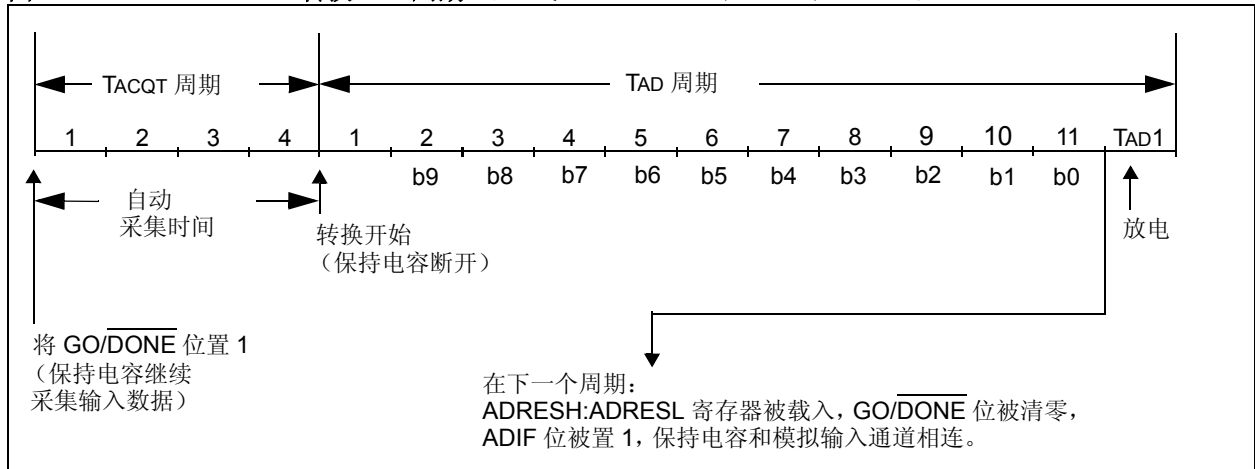 TACQT 周期
TAD 周期
1 2 3 4 1 2 3 4 5 6 7 8 9 10 11 TAD1
b9 b8 b7 b6 b5 b4 b3 b2 b1 b0
自动
采集时间
转换开始
（保持电容断开）
放电
将 GO/DONE 位置 1
（保持电容继续
采集输入数据）
在下一个周期：
ADRESH:ADRESL 寄存器被载入，GO/DONE 位被清零，
ADIF 位被置 1，保持电容和模拟输入通道相连。